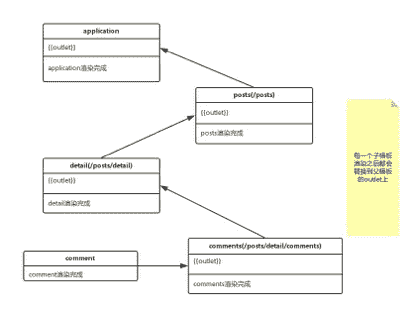 application
{{outlet}}
application渲染完成
posts(/posts)
{{outlet}}
posts渲染完成
每一个子模板
渲染之后都会
替换到父模板
的outlet上
detail(/posts/detail)
{{outlet}}
detail渲染完成
comments(/posts/detail/comments)
{{outlet}}
comments渲染完成
comment
comment渲染完成